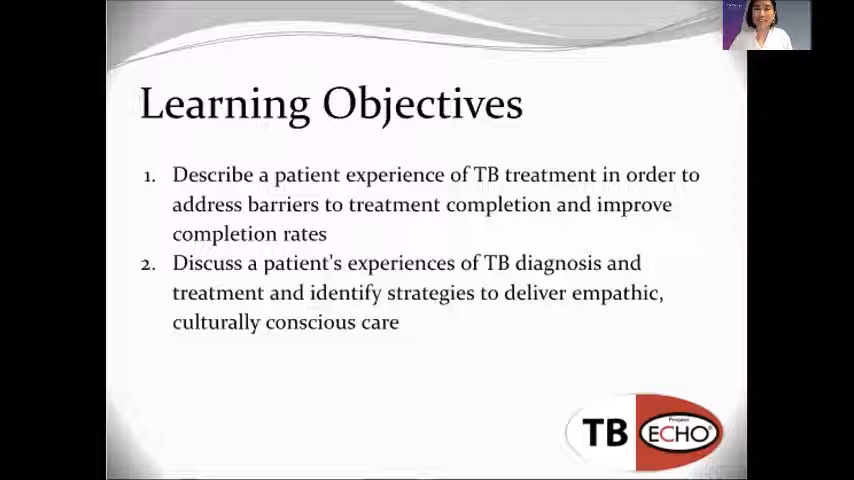 Learning Objectives
1. Describe a patient experience of TB treatment in order to
address barriers to treatment completion and improve
completion rates
2. Discuss a patient's experiences of TB diagnosis and
treatment and identify strategies to deliver empathic,
culturally conscious care
Project
TB ECHO®